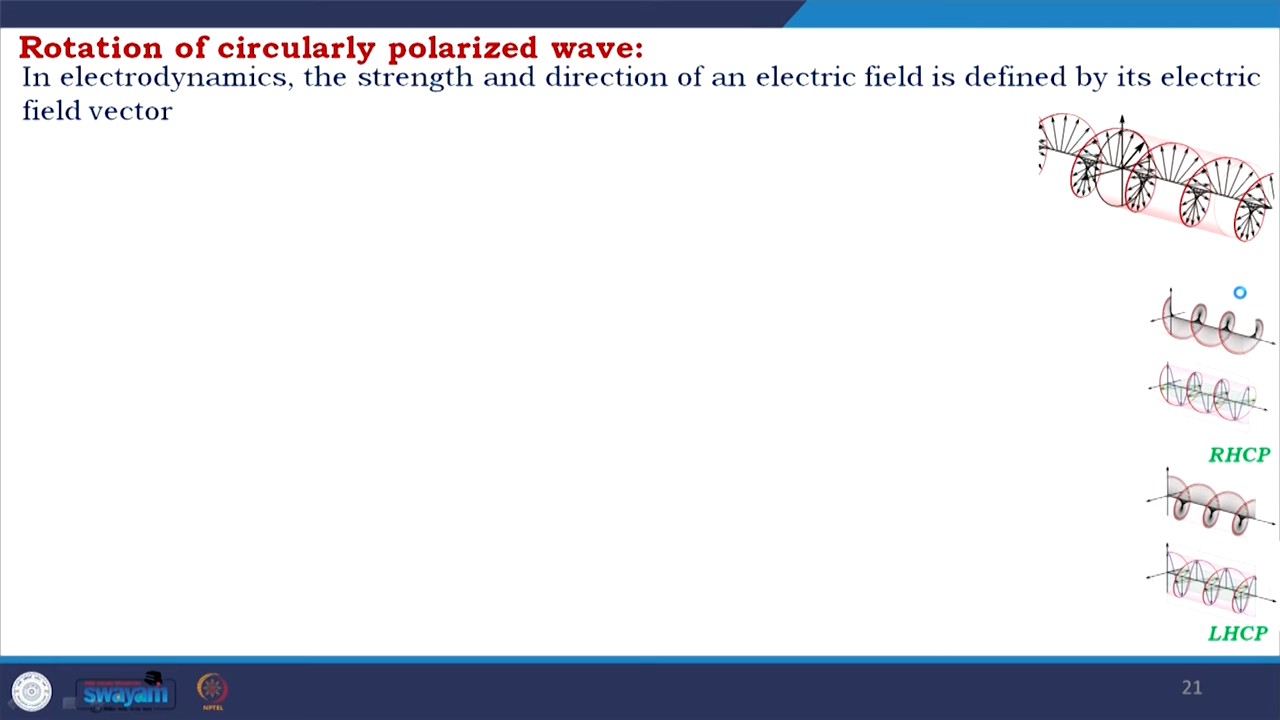 Rotation of circularly polarized wave:
In electrodynamics, the strength and direction of an electric field is defined by its electric
field vector
RHCP
LHCP
swayam
NPTEL
21